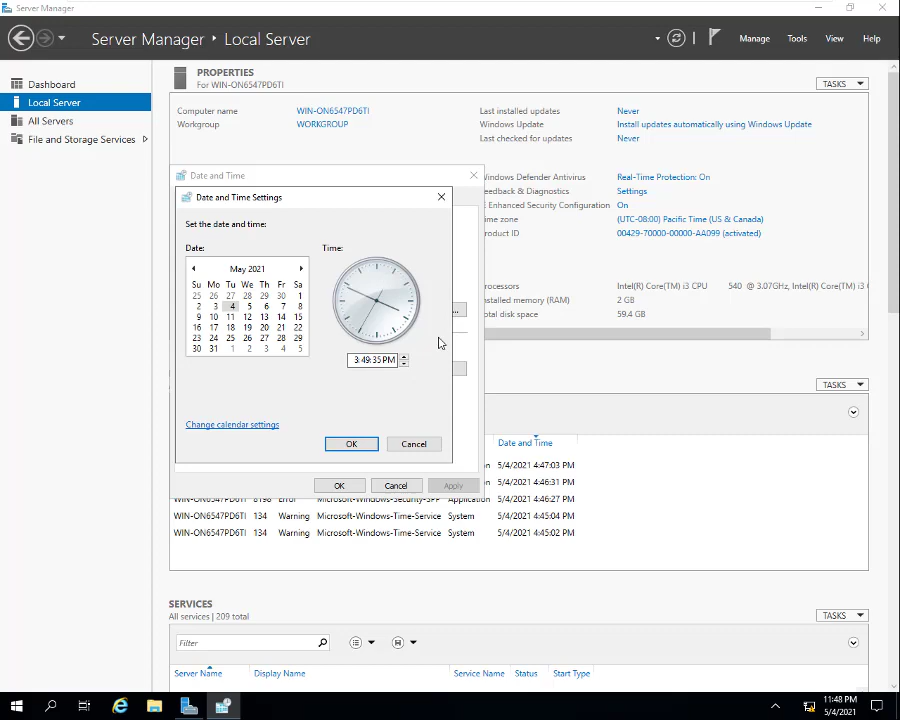 Server Manager
Server Manager ‣ Local Server
Manage Tools View Help
Dashboard
Local Server
All Servers
File and Storage Services
PROPERTIES
For WIN-ON6547PD6TI
TASKS
Computer name WIN-ON6547PD6TI
Workgroup WORKGROUP
Last installed updates Never
Windows Update Install updates automatically using Windows Update
Last checked for updates Never
Windows Defender Antivirus Real-Time Protection: On
Feedback & Diagnostics Settings
IE Enhanced Security Configuration On
Time zone (UTC-08:00) Pacific Time (US & Canada)
Product ID 00429-70000-00000-AA099 (activated)
Processors Intel(R) Core(TM) i3 CPU 540 @ 3.07GHz, Intel(R) Core(TM) i3
Installed memory (RAM) 2 GB
Total disk space 59.4 GB
Date and Time
Date and Time Settings
Set the date and time:
Date:
May 2021
Su Mo Tu We Th Fr Sa
25 26 27 28 29 30 1
2 3 4 5 6 7 8
9 10 11 12 13 14 15
16 17 18 19 20 21 22
23 24 25 26 27 28 29
30 31 1 2 3 4 5
Time:
3:49:35 PM
Change calendar settings
OK Cancel
OK Cancel Apply
TASKS
Date and Time
5/4/2021 4:47:03 PM
5/4/2021 4:46:31 PM
WIN-ON6547PD6TI 8198 Error Microsoft-Windows-Security-SPP Application 5/4/2021 4:46:27 PM
WIN-ON6547PD6TI 134 Warning Microsoft-Windows-Time-Service System 5/4/2021 4:45:04 PM
WIN-ON6547PD6TI 134 Warning Microsoft-Windows-Time-Service System 5/4/2021 4:45:02 PM
SERVICES
All services | 209 total
TASKS
Filter
Server Name Display Name Service Name Status Start Type
11:48 PM
5/4/2021